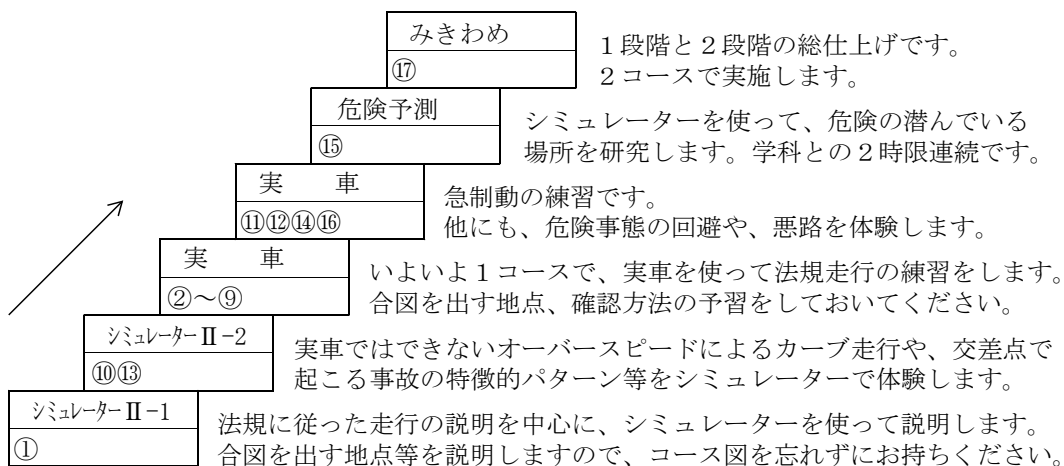 みきわめ
⑰
1段階と2段階の総仕上げです。
2コースで実施します。
危険予測
⑮
シミュレーターを使って、危険の潜んでいる
場所を研究します。学科との2時限連続です。
実　車
⑪⑫⑭⑯
急制動の練習です。
他にも、危険事態の回避や、悪路を体験します。
実　車
②～⑨
いよいよ1コースで、実車を使って法規走行の練習をします。
合図を出す地点、確認方法の予習をしておいてください。
シミュレーターⅡ-2
⑩⑬
実車ではできないオーバースピードによるカーブ走行や、交差点で
起こる事故の特徴的パターン等をシミュレーターで体験します。
シミュレーターⅡ-1
①
法規に従った走行の説明を中心に、シミュレーターを使って説明します。
合図を出す地点等を説明しますので、コース図を忘れずにお持ちください。